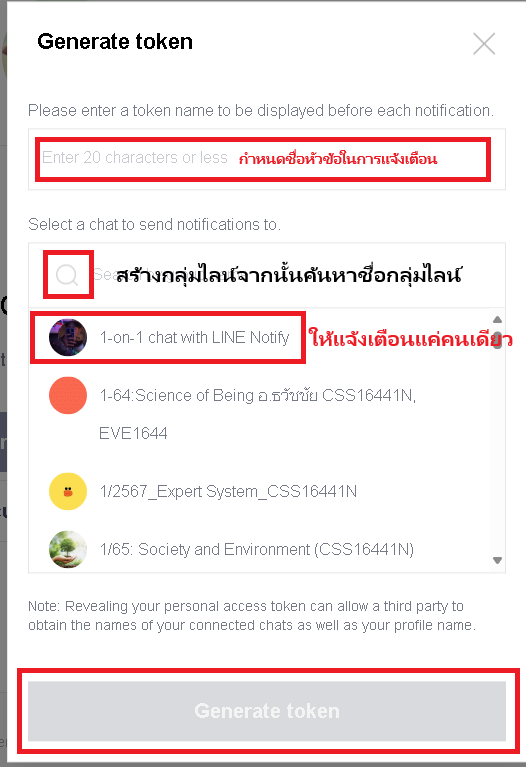 Generate token
Please enter a token name to be displayed before each notification.
Enter 20 characters or less กำหนดชื่อหัวข้อในการแจ้งเตือน
Select a chat to send notifications to.
สร้างกลุ่มไลน์จากนั้นค้นหาชื่อกลุ่มไลน์
1-on-1 chat with LINE Notify ให้แจ้งเตือนแค่คนเดียว
1-64:Science of Being อ.ธวัชชัย CSS16441N,
EVE1644
1/2567_Expert System_CSS16441N
1/65: Society and Environment (CSS16441N)
Note: Revealing your personal access token can allow a third party to
obtain the names of your connected chats as well as your profile name.
Generate token